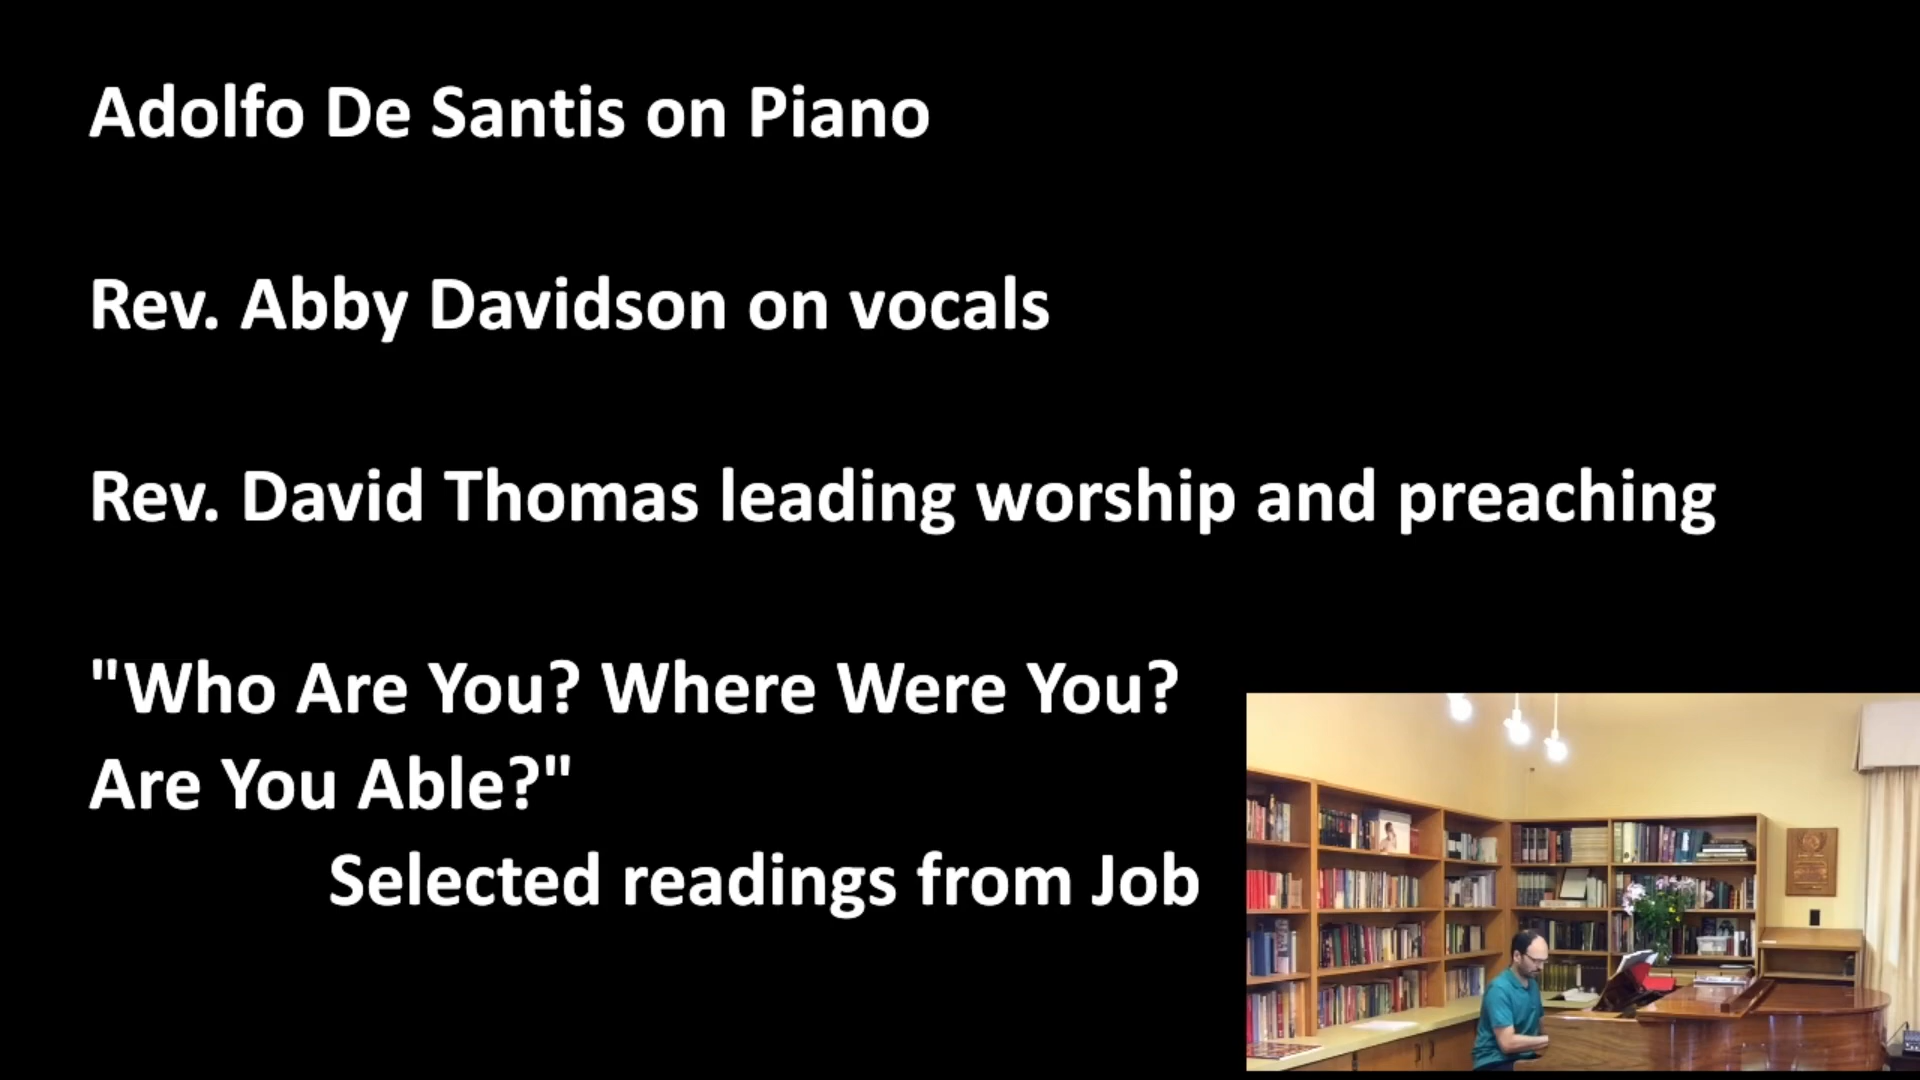 Adolfo De Santis on Piano
Rev. Abby Davidson on vocals
Rev. David Thomas leading worship and preaching
"Who Are You? Where Were You?
Are You Able?"
Selected readings from Job